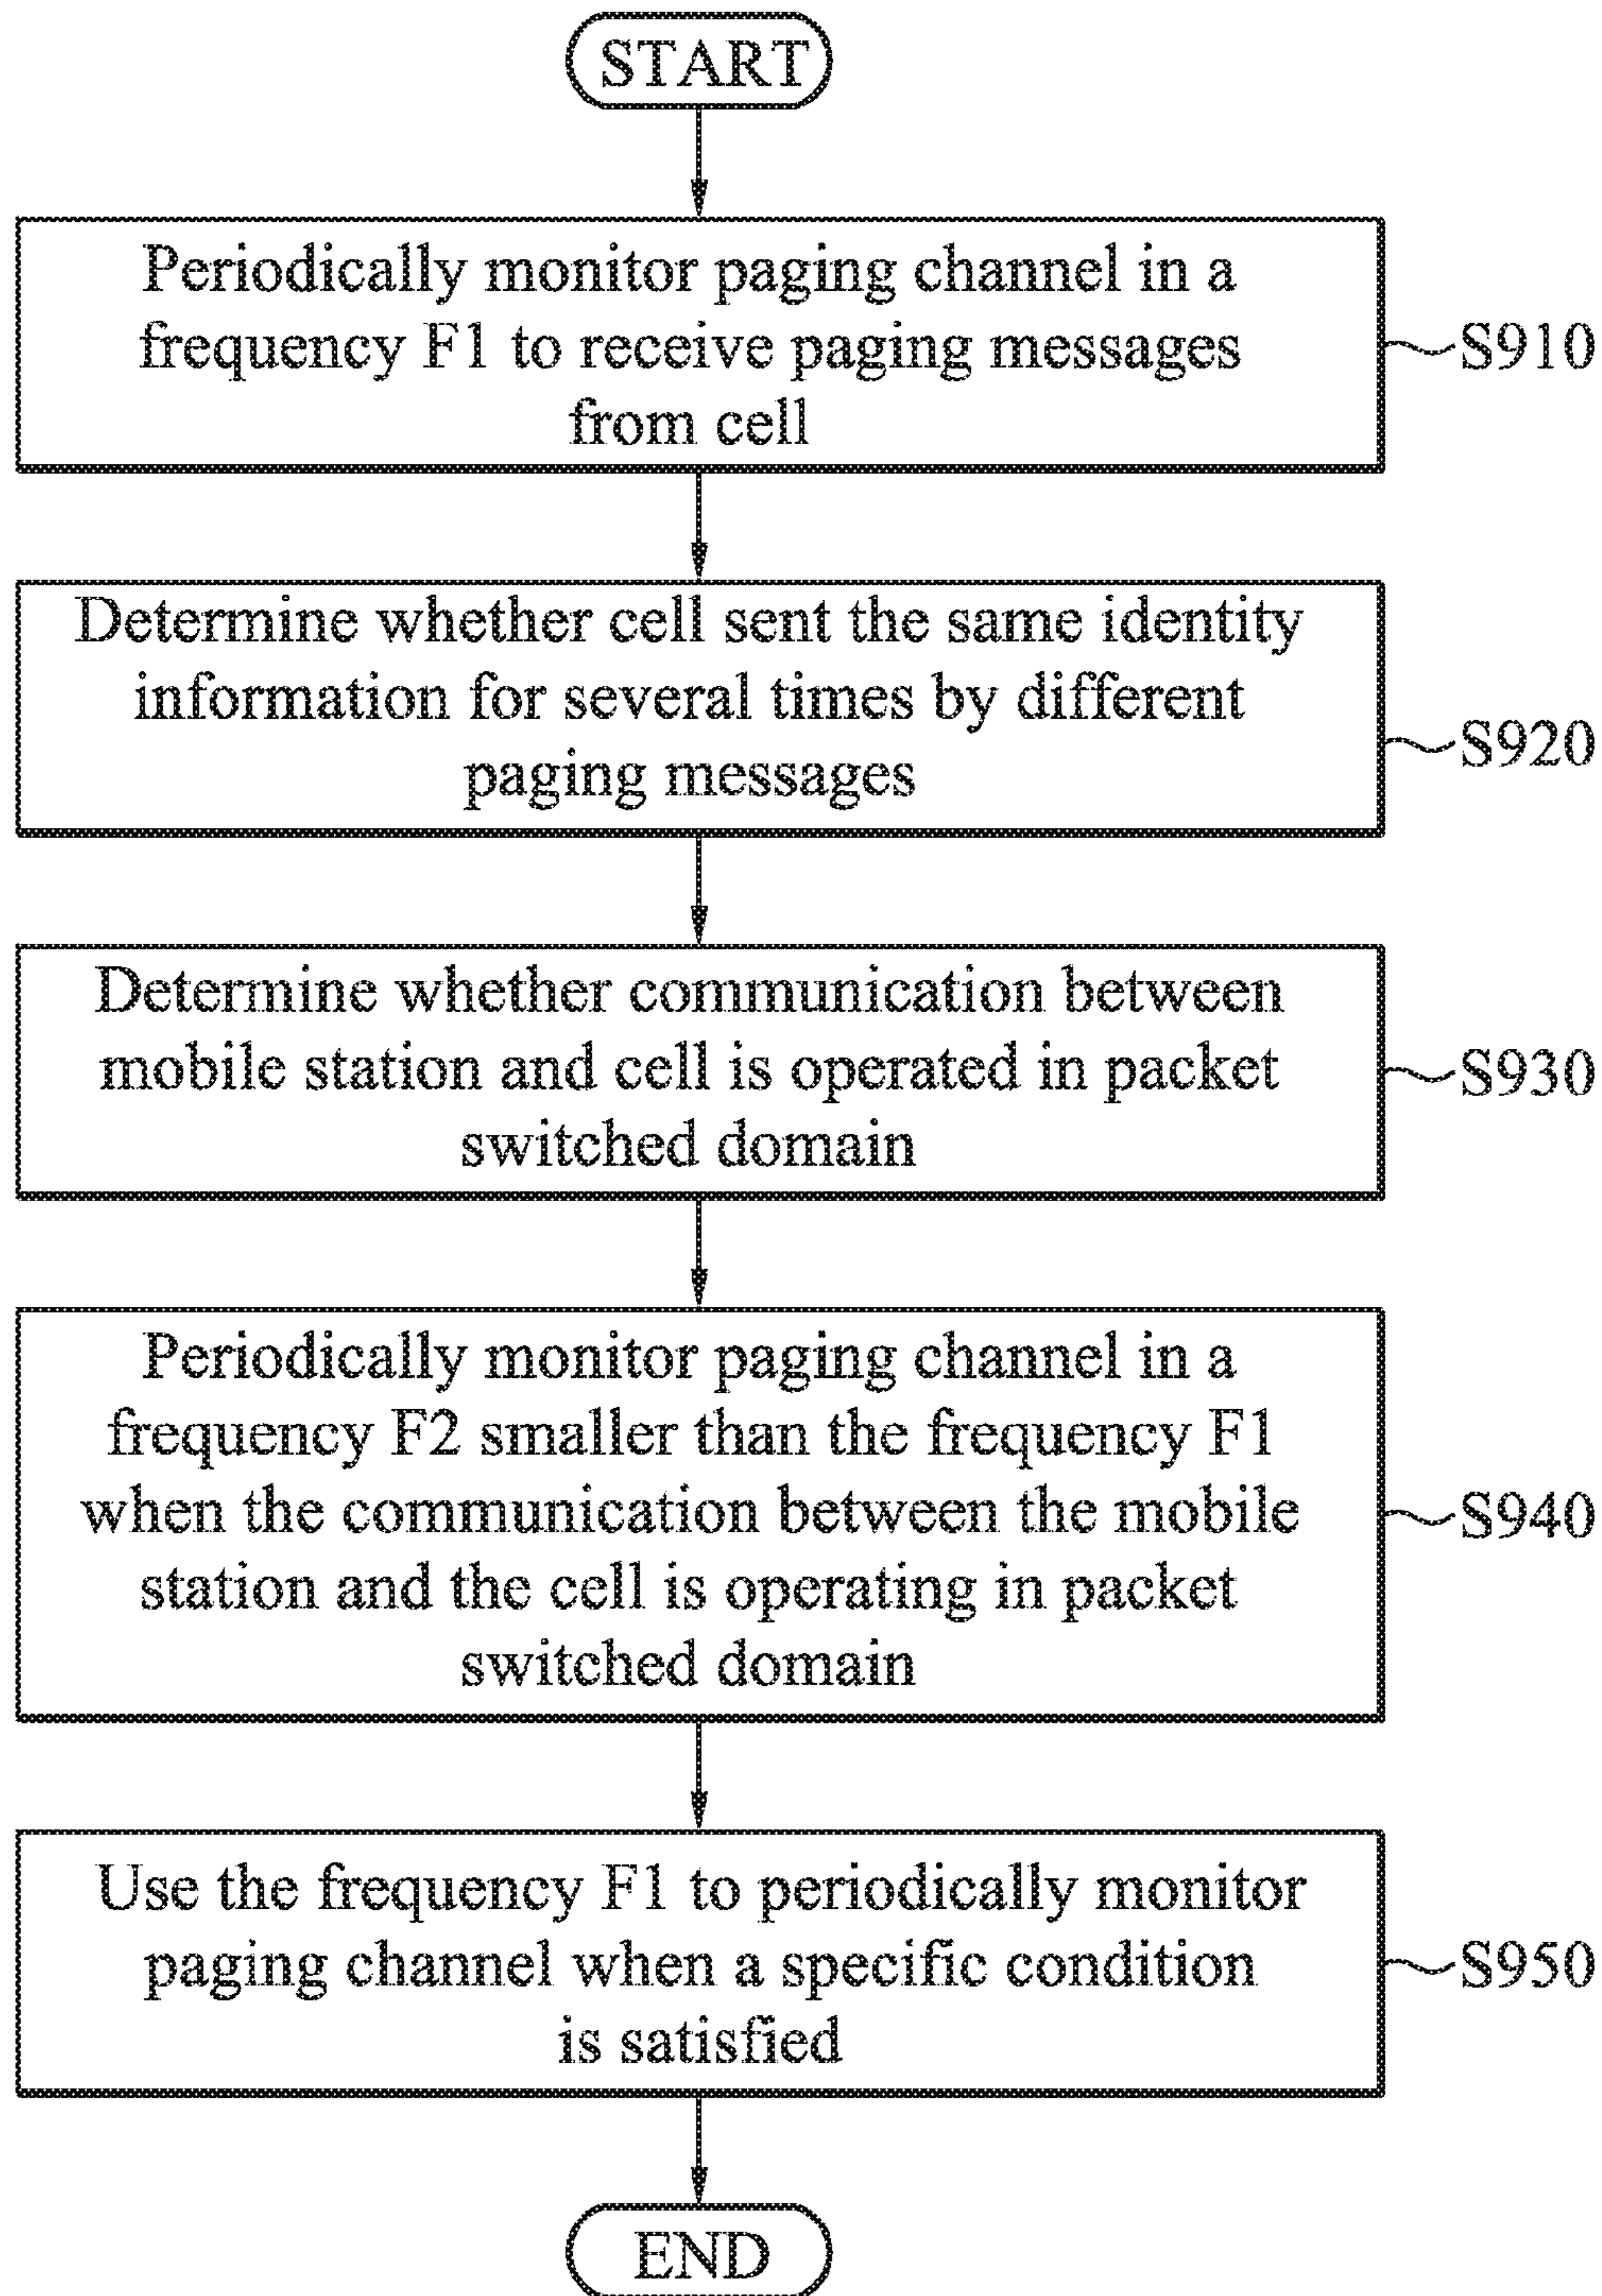 START
Periodically monitor paging channel in a
frequency F1 to receive paging messages
from cell
S910
Determine whether cell sent the same identity
information for several times by different
paging messages
S920
Determine whether communication between
mobile station and cell is operated in packet
switched domain
S930
Periodically monitor paging channel in a
frequency F2 smaller than the frequency F1
when the communication between the mobile
station and the cell is operating in packet
switched domain
S940
Use the frequency F1 to periodically monitor
paging channel when a specific condition
is satisfied
S950
END